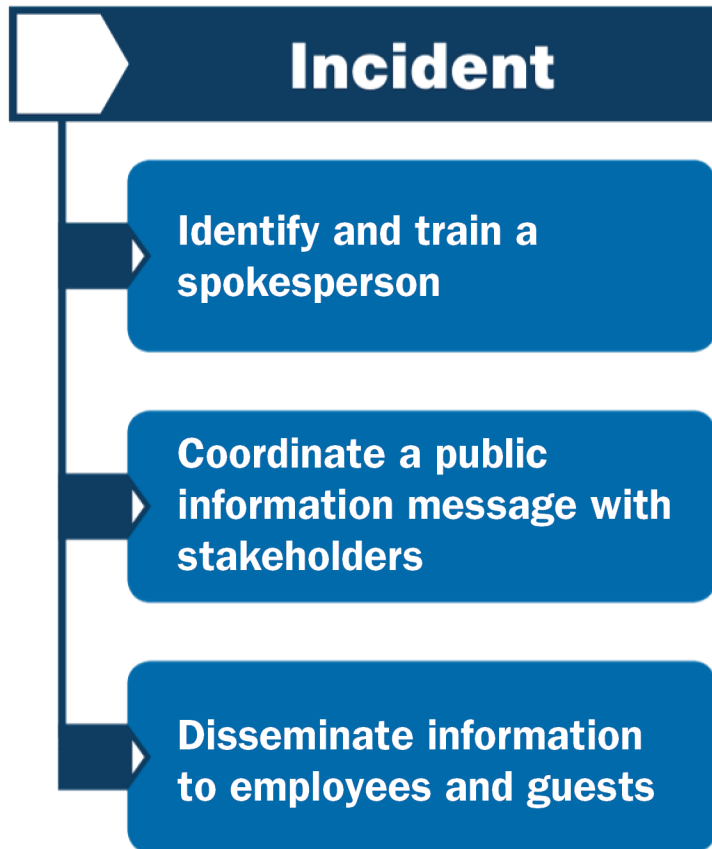 Incident
Identify and train a
spokesperson
Coordinate a public
information message with
stakeholders
Disseminate information
to employees and guests